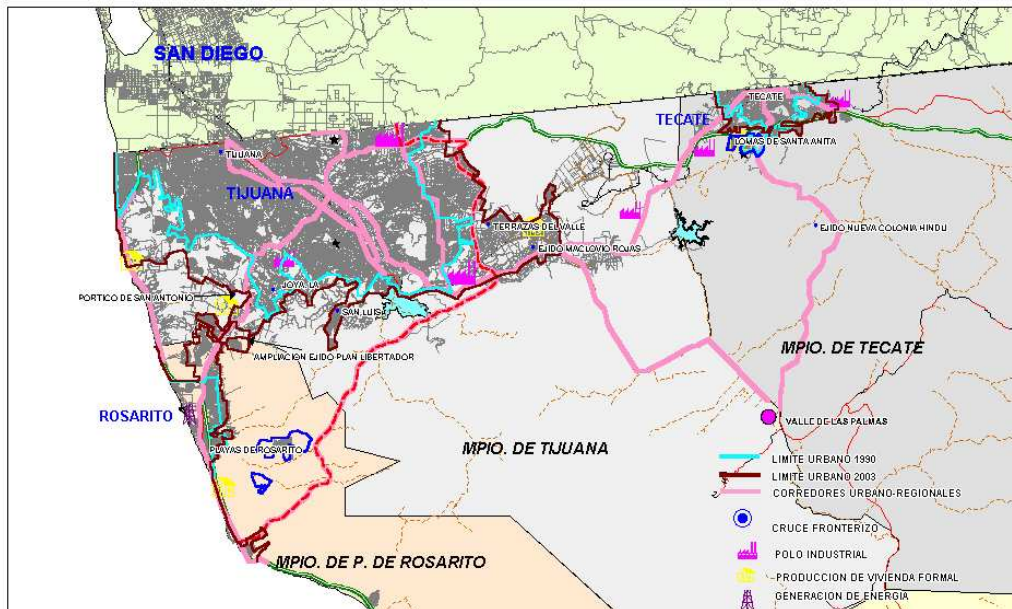 SAN DIEGO
TECATE
TECATE
LOMAS DE SANTA ANITA
TIJUANA
TIJUANA
TERRAZAS DEL VALLE
EJIDO MACLOVIO ROJAS
EJIDO NUEVA COLONIA HINDU
JOYA, LA
PORTICO DE SAN ANTONIO
SAN LUIS
AMPLIACION EJIDO PLAN LIBERTADOR
MPIO. DE TECATE
ROSARITO
VALLE DE LAS PALMAS
PLAYAS DE ROSARITO
MPIO. DE TIJUANA
MPIO. DE P. DE ROSARITO
LIMITE URBANO 1990
LIMITE URBANO 2003
CORREDORES URBANO-REGIONALES
CRUCE FRONTERIZO
POLO INDUSTRIAL
PRODUCCION DE VIVIENDA FORMAL
GENERACION DE ENERGIA